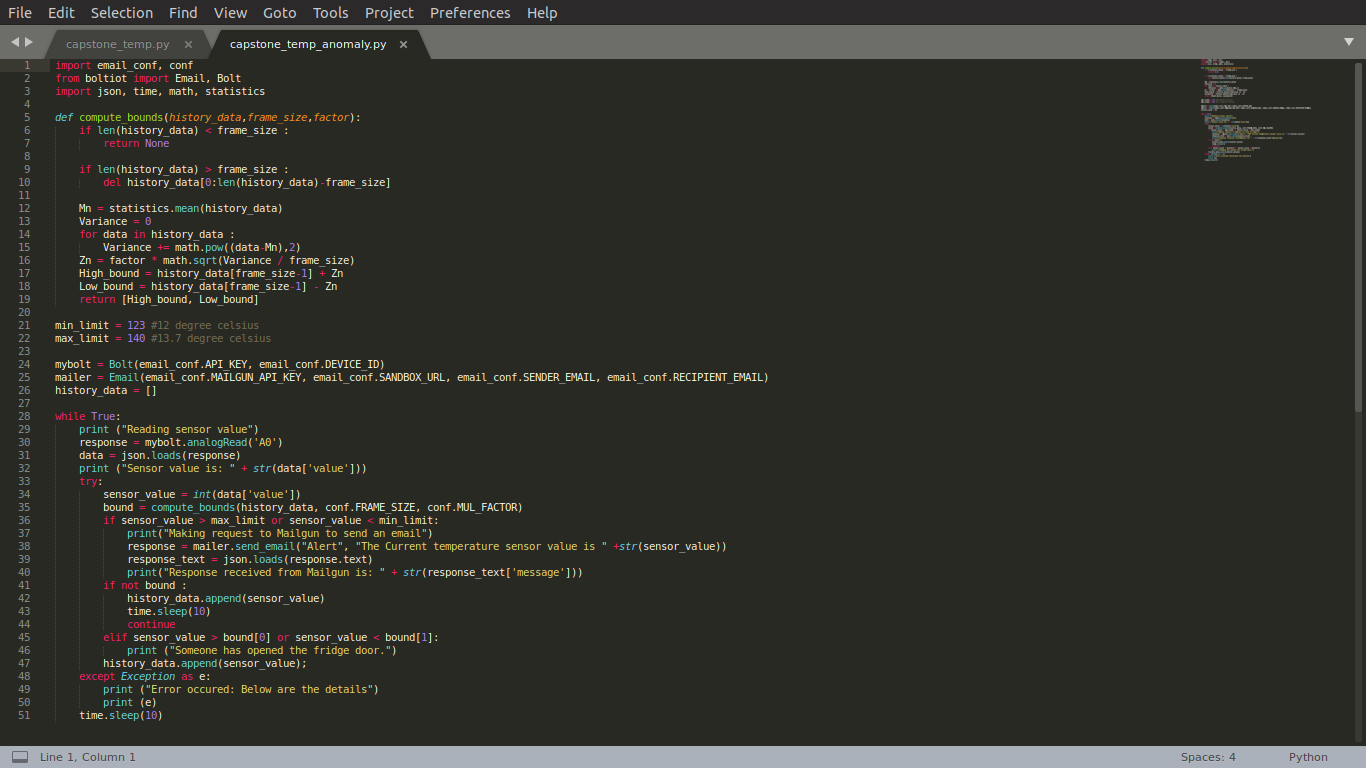 File Edit Selection Find View Goto Tools Project Preferences Help
capstone_temp.py × capstone_temp_anomaly.py ×
1 import email_conf, conf
2 from boltiot import Email, Bolt
3 import json, time, math, statistics
4
5 def compute_bounds(history_data,frame_size,factor):
6     if len(history_data) < frame_size :
7         return None
8
9     if len(history_data) > frame_size :
10         del history_data[0:len(history_data)-frame_size]
11
12     Mn = statistics.mean(history_data)
13     Variance = 0
14     for data in history_data :
15         Variance += math.pow((data-Mn),2)
16     Zn = factor * math.sqrt(Variance / frame_size)
17     High_bound = history_data[frame_size-1] + Zn
18     Low_bound = history_data[frame_size-1] - Zn
19     return [High_bound, Low_bound]
20
21 min_limit = 123 #12 degree celsius
22 max_limit = 140 #13.7 degree celsius
23
24 mybolt = Bolt(email_conf.API_KEY, email_conf.DEVICE_ID)
25 mailer = Email(email_conf.MAILGUN_API_KEY, email_conf.SANDBOX_URL, email_conf.SENDER_EMAIL, email_conf.RECIPIENT_EMAIL)
26 history_data = []
27
28 while True:
29     print ("Reading sensor value")
30     response = mybolt.analogRead('A0')
31     data = json.loads(response)
32     print ("Sensor value is: " + str(data['value']))
33     try:
34         sensor_value = int(data['value'])
35         bound = compute_bounds(history_data, conf.FRAME_SIZE, conf.MUL_FACTOR)
36         if sensor_value > max_limit or sensor_value < min_limit:
37             print("Making request to Mailgun to send an email")
38             response = mailer.send_email("Alert", "The Current temperature sensor value is " +str(sensor_value))
39             response_text = json.loads(response.text)
40             print("Response received from Mailgun is: " + str(response_text['message']))
41         if not bound :
42             history_data.append(sensor_value)
43             time.sleep(10)
44             continue
45         elif sensor_value > bound[0] or sensor_value < bound[1]:
46             print ("Someone has opened the fridge door.")
47         history_data.append(sensor_value);
48     except Exception as e:
49         print ("Error occured: Below are the details")
50         print (e)
51     time.sleep(10)
Line 1, Column 1 Spaces: 4 Python